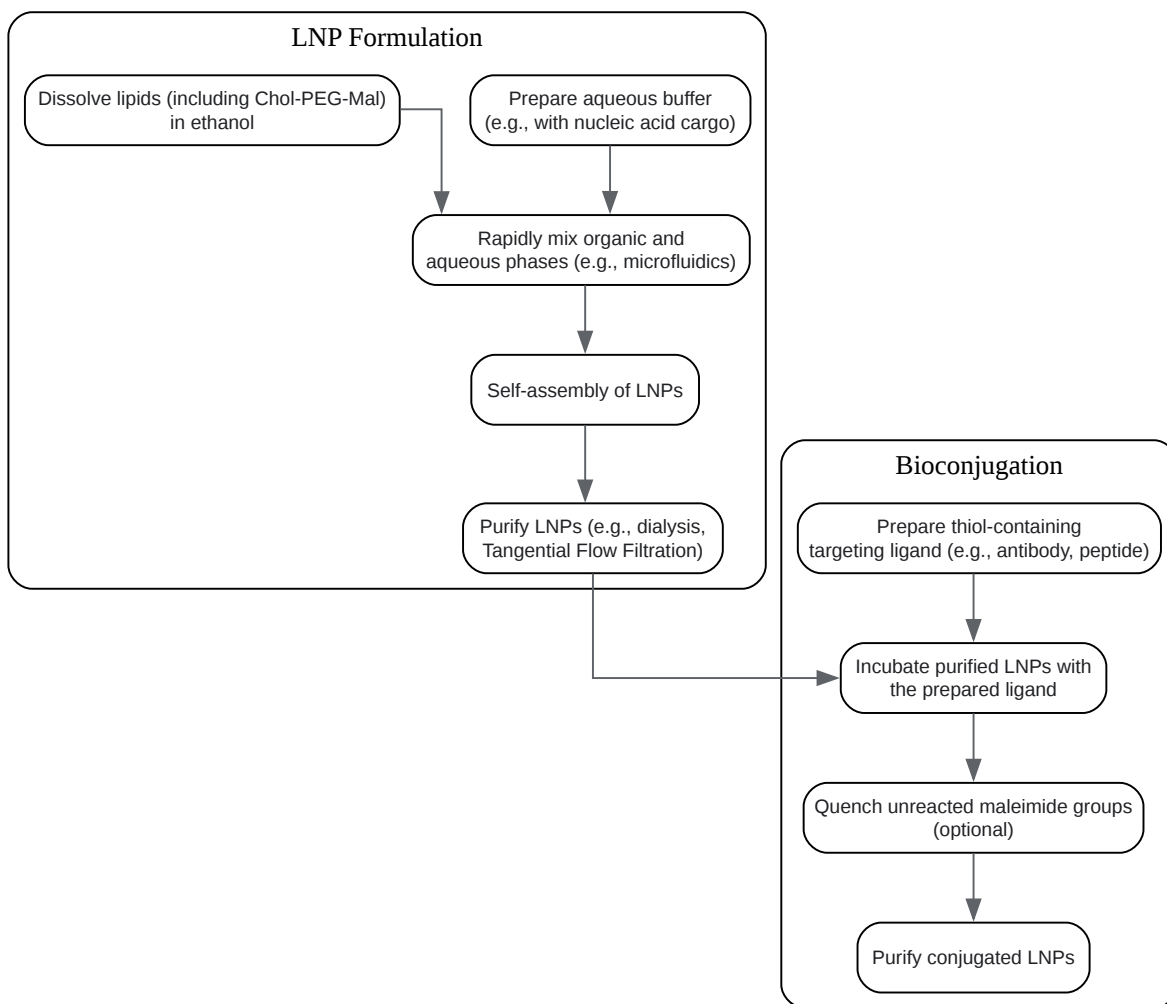 LNP Formulation
Dissolve lipids (including Chol-PEG-Mal)
in ethanol
Prepare aqueous buffer
(e.g., with nucleic acid cargo)
Rapidly mix organic and
aqueous phases (e.g., microfluidics)
Self-assembly of LNPs
Purify LNPs (e.g., dialysis,
Tangential Flow Filtration)
Bioconjugation
Prepare thiol-containing
targeting ligand (e.g., antibody, peptide)
Incubate purified LNPs with
the prepared ligand
Quench unreacted maleimide groups
(optional)
Purify conjugated LNPs